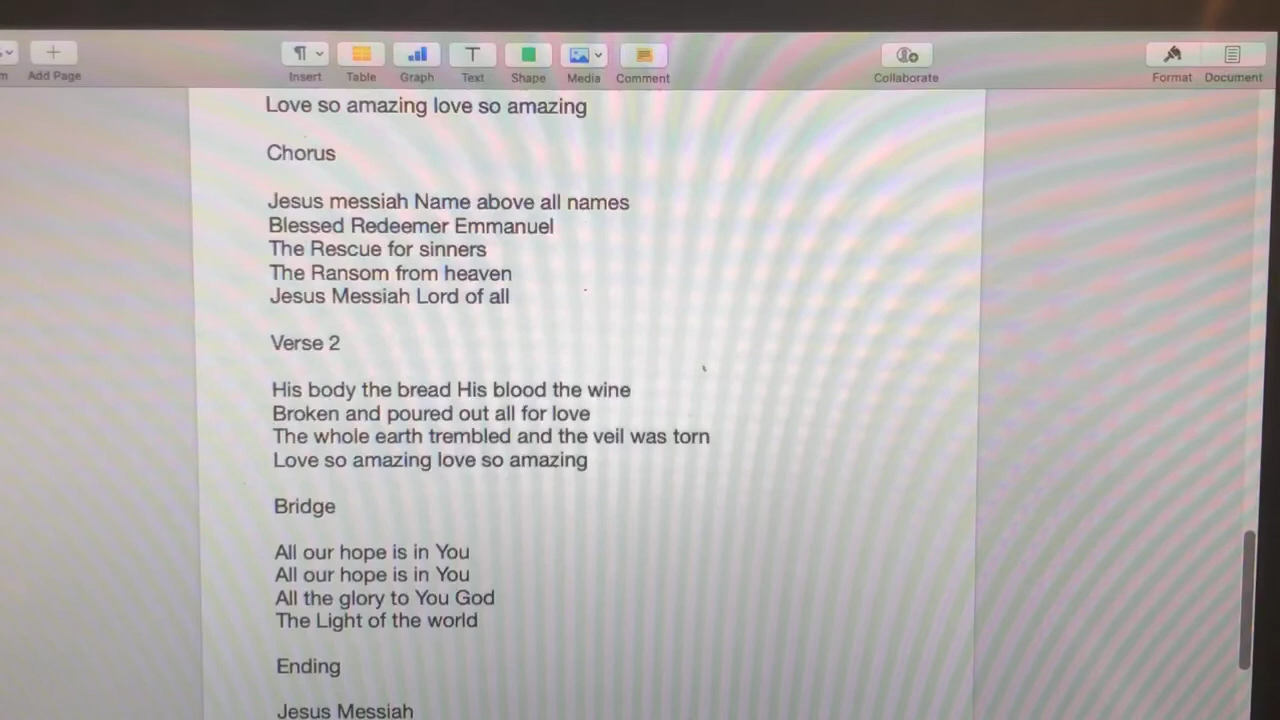 Add Page
Insert
Table
Graph
Text
Shape
Media
Comment
Collaborate
Format
Document
Love so amazing love so amazing
Chorus
Jesus messiah Name above all names
Blessed Redeemer Emmanuel
The Rescue for sinners
The Ransom from heaven
Jesus Messiah Lord of all
Verse 2
His body the bread His blood the wine
Broken and poured out all for love
The whole earth trembled and the veil was torn
Love so amazing love so amazing
Bridge
All our hope is in You
All our hope is in You
All the glory to You God
The Light of the world
Ending
Jesus Messiah